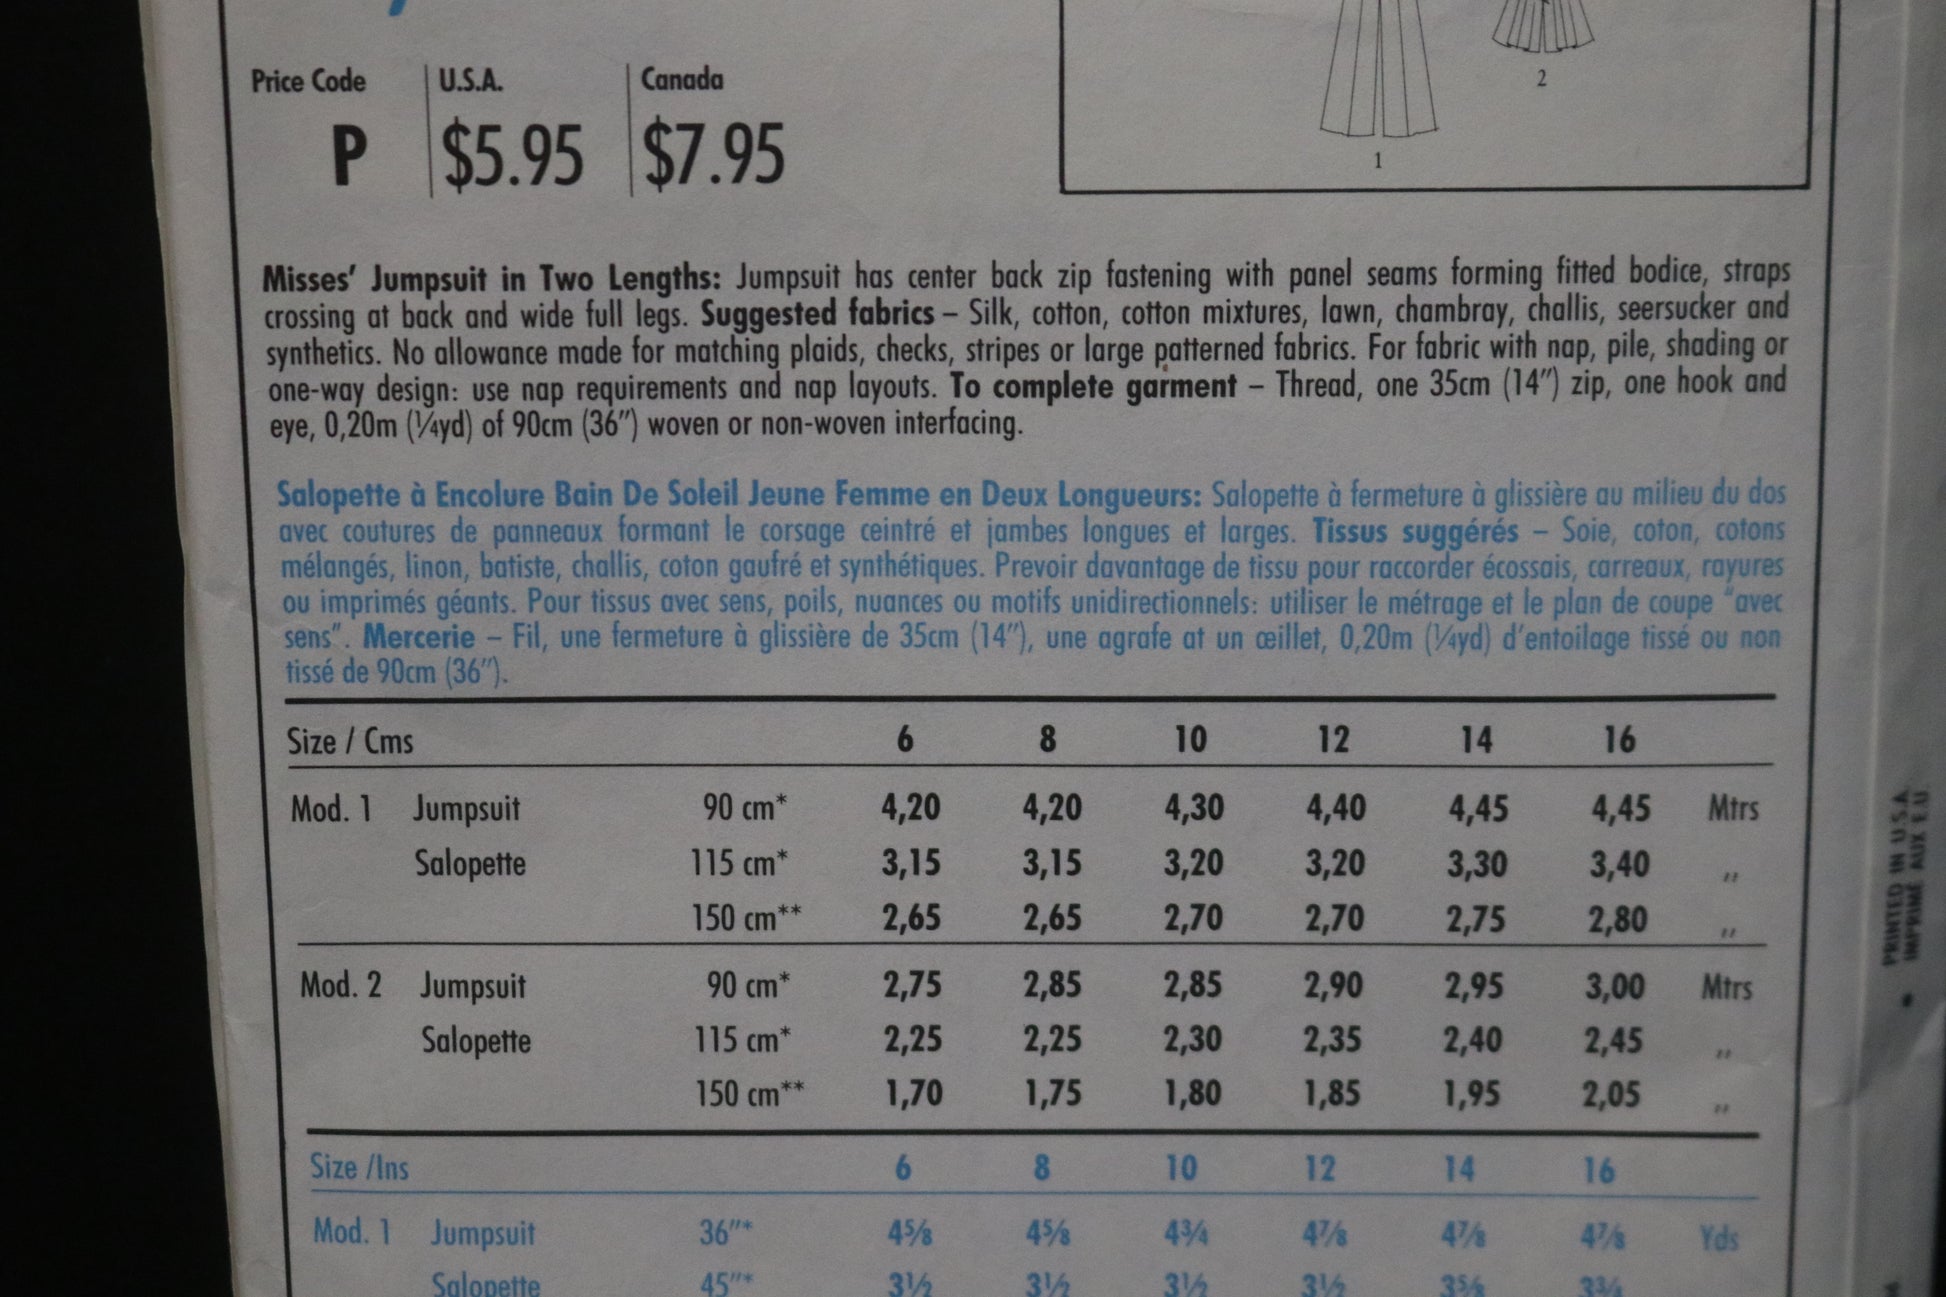 Price Code U.S.A. Canada
P $5.95 $7.95
2
1
Misses' Jumpsuit in Two Lengths: Jumpsuit has center back zip fastening with panel seams forming fitted bodice, straps
crossing at back and wide full legs. Suggested fabrics – Silk, cotton, cotton mixtures, lawn, chambray, challis, seersucker and
synthetics. No allowance made for matching plaids, checks, stripes or large patterned fabrics. For fabric with nap, pile, shading or
one-way design: use nap requirements and nap layouts. To complete garment – Thread, one 35cm (14") zip, one hook and
eye, 0,20m (¼yd) of 90cm (36") woven or non-woven interfacing.
Salopette à Encolure Bain De Soleil Jeune Femme en Deux Longueurs: Salopette à fermeture à glissière au milieu du dos
avec coutures de panneaux formant le corsage ceintré et jambes longues et larges. Tissus suggérés – Soie, coton, cotons
mélangés, linon, batiste, challis, coton gaufré et synthétiques. Prevoir davantage de tissu pour raccorder écossais, carreaux, rayures
ou imprimés géants. Pour tissus avec sens, poils, nuances ou motifs unidirectionnels: utiliser le métrage et le plan de coupe "avec
sens". Mercerie – Fil, une fermeture à glissière de 35cm (14"), une agrafe at un œillet, 0,20m (¼yd) d'entoilage tissé ou non
tissé de 90cm (36").
Size / Cms 6 8 10 12 14 16
Mod. 1 Jumpsuit 90 cm* 4,20 4,20 4,30 4,40 4,45 4,45 Mtrs
Salopette 115 cm* 3,15 3,15 3,20 3,20 3,30 3,40 ,,
150 cm** 2,65 2,65 2,70 2,70 2,75 2,80 ,,
Mod. 2 Jumpsuit 90 cm* 2,75 2,85 2,85 2,90 2,95 3,00 Mtrs
Salopette 115 cm* 2,25 2,25 2,30 2,35 2,40 2,45 ,,
150 cm** 1,70 1,75 1,80 1,85 1,95 2,05 ,,
Size /Ins 6 8 10 12 14 16
Mod. 1 Jumpsuit 36"* 4⅝ 4⅝ 4¾ 4⅞ 4⅞ 4⅞ Yds
Salopette 45"* 3½ 3½ 3½ 3½ 3⅝ 3¾
PRINTED IN U.S.A.
IMPRIMÉ AUX E.U.